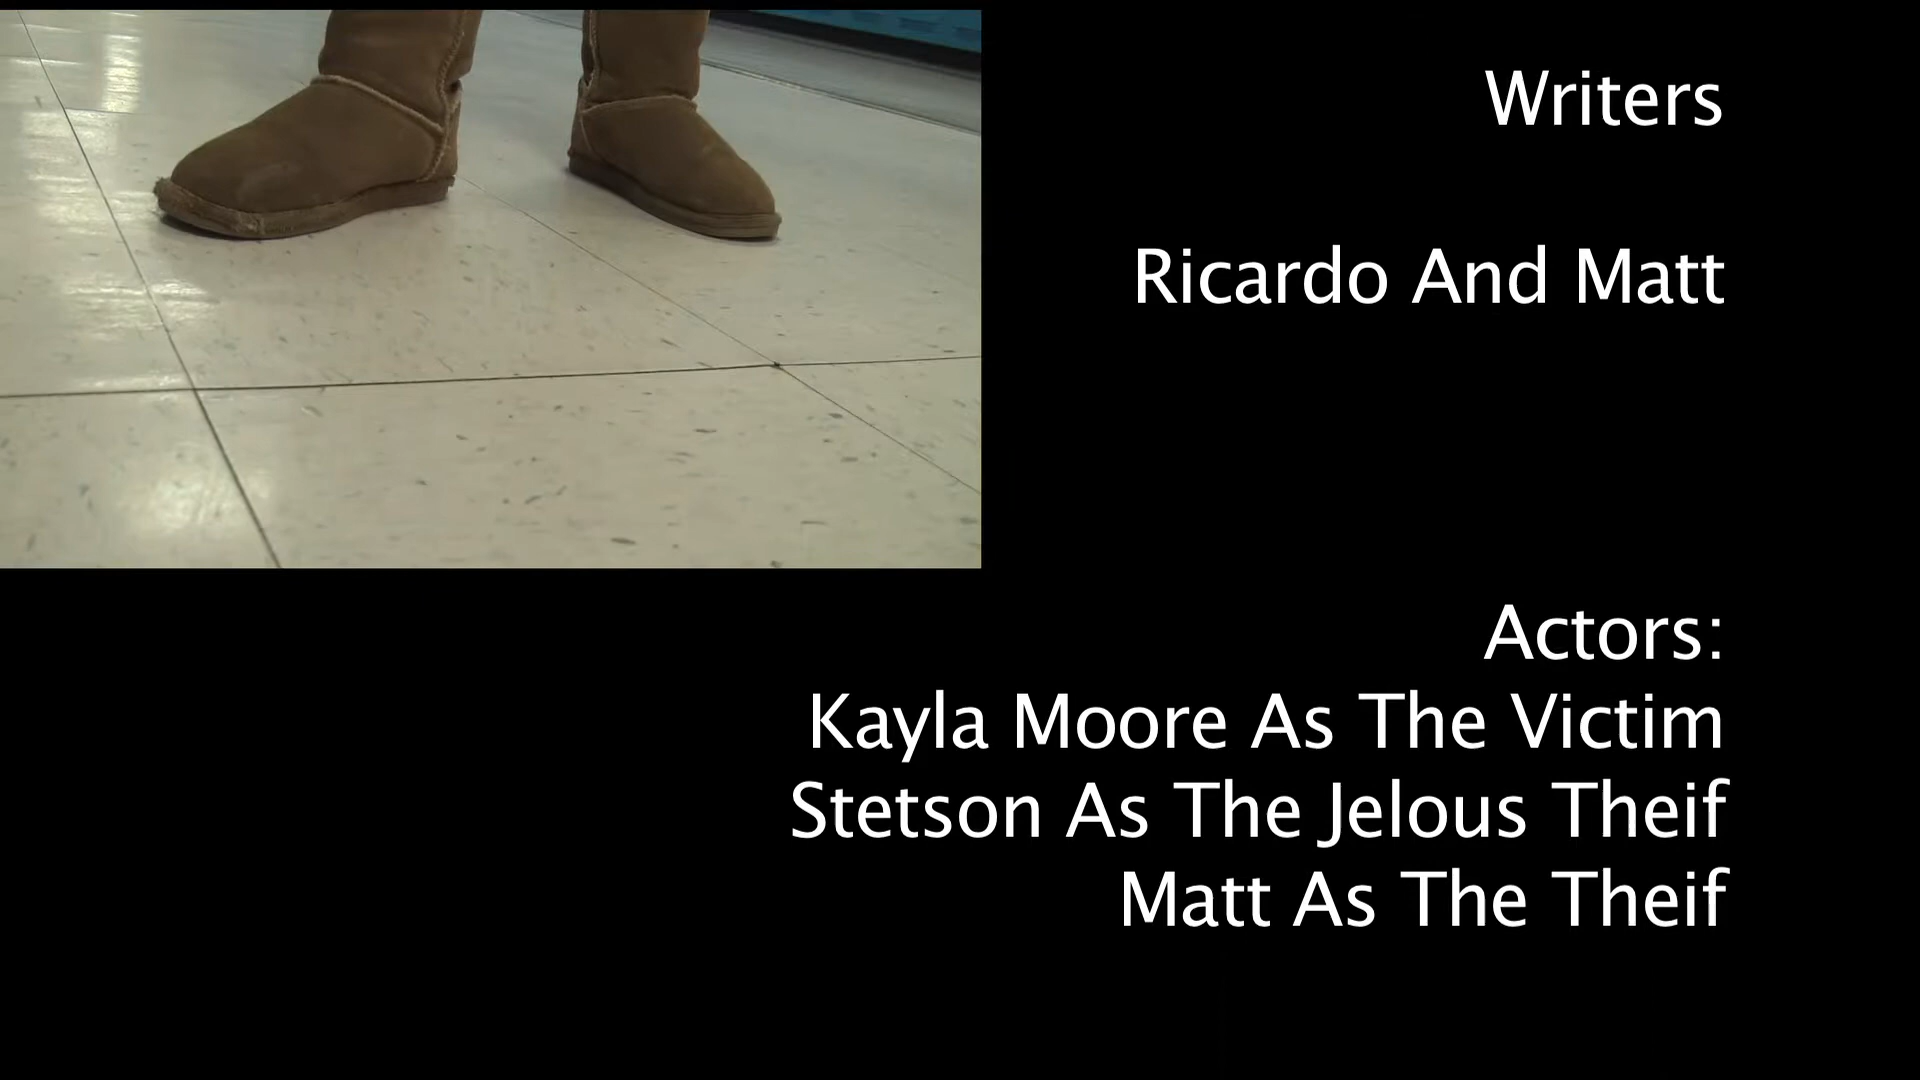 Writers
Ricardo And Matt
Actors:
Kayla Moore As The Victim
Stetson As The Jelous Theif
Matt As The Theif